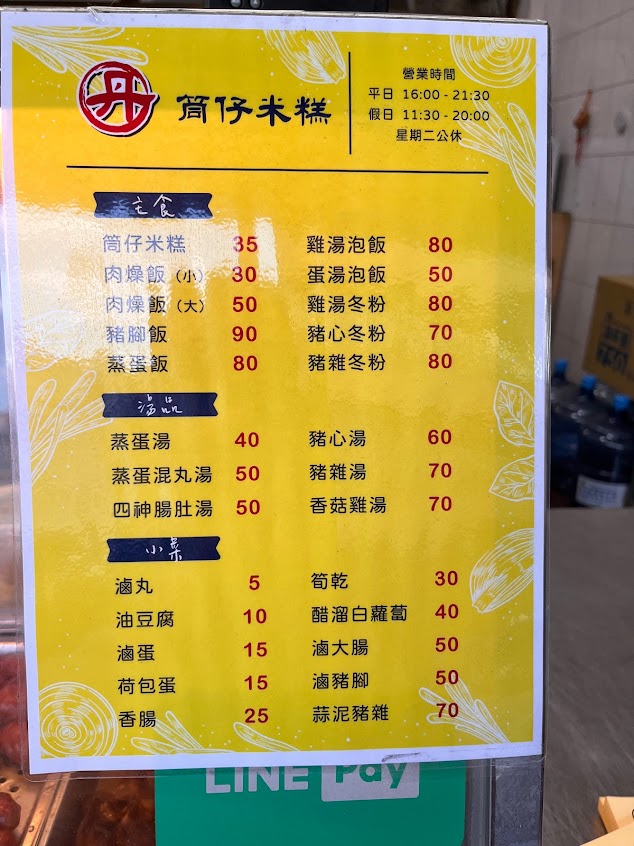 丹 筒仔米糕
營業時間
平日 16:00 - 21:30
假日 11:30 - 20:00
星期二公休
主食
筒仔米糕 35 雞湯泡飯 80
肉燥飯（小） 30 蛋湯泡飯 50
肉燥飯（大） 50 雞湯冬粉 80
豬腳飯 90 豬心冬粉 70
蒸蛋飯 80 豬雜冬粉 80
湯品
蒸蛋湯 40 豬心湯 60
蒸蛋混丸湯 50 豬雜湯 70
四神腸肚湯 50 香菇雞湯 70
小菜
滷丸 5 筍乾 30
油豆腐 10 醋溜白蘿蔔 40
滷蛋 15 滷大腸 50
荷包蛋 15 滷豬腳 50
香腸 25 蒜泥豬雜 70
LINE Pay